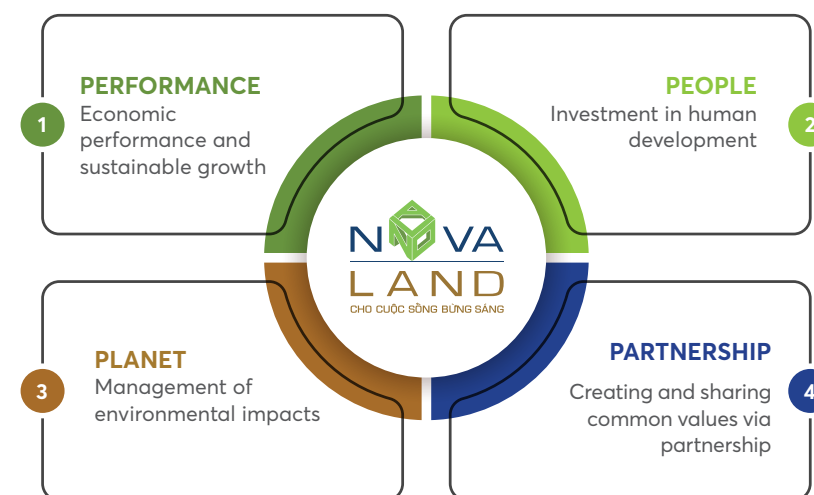 PERFORMANCE
1
Economic
performance and
sustainable growth
PEOPLE
2
Investment in human
development
NOVA
LAND
CHO CUỘC SỐNG BỪNG SÁNG
PLANET
3
Management of
environmental impacts
PARTNERSHIP
4
Creating and sharing
common values via
partnership